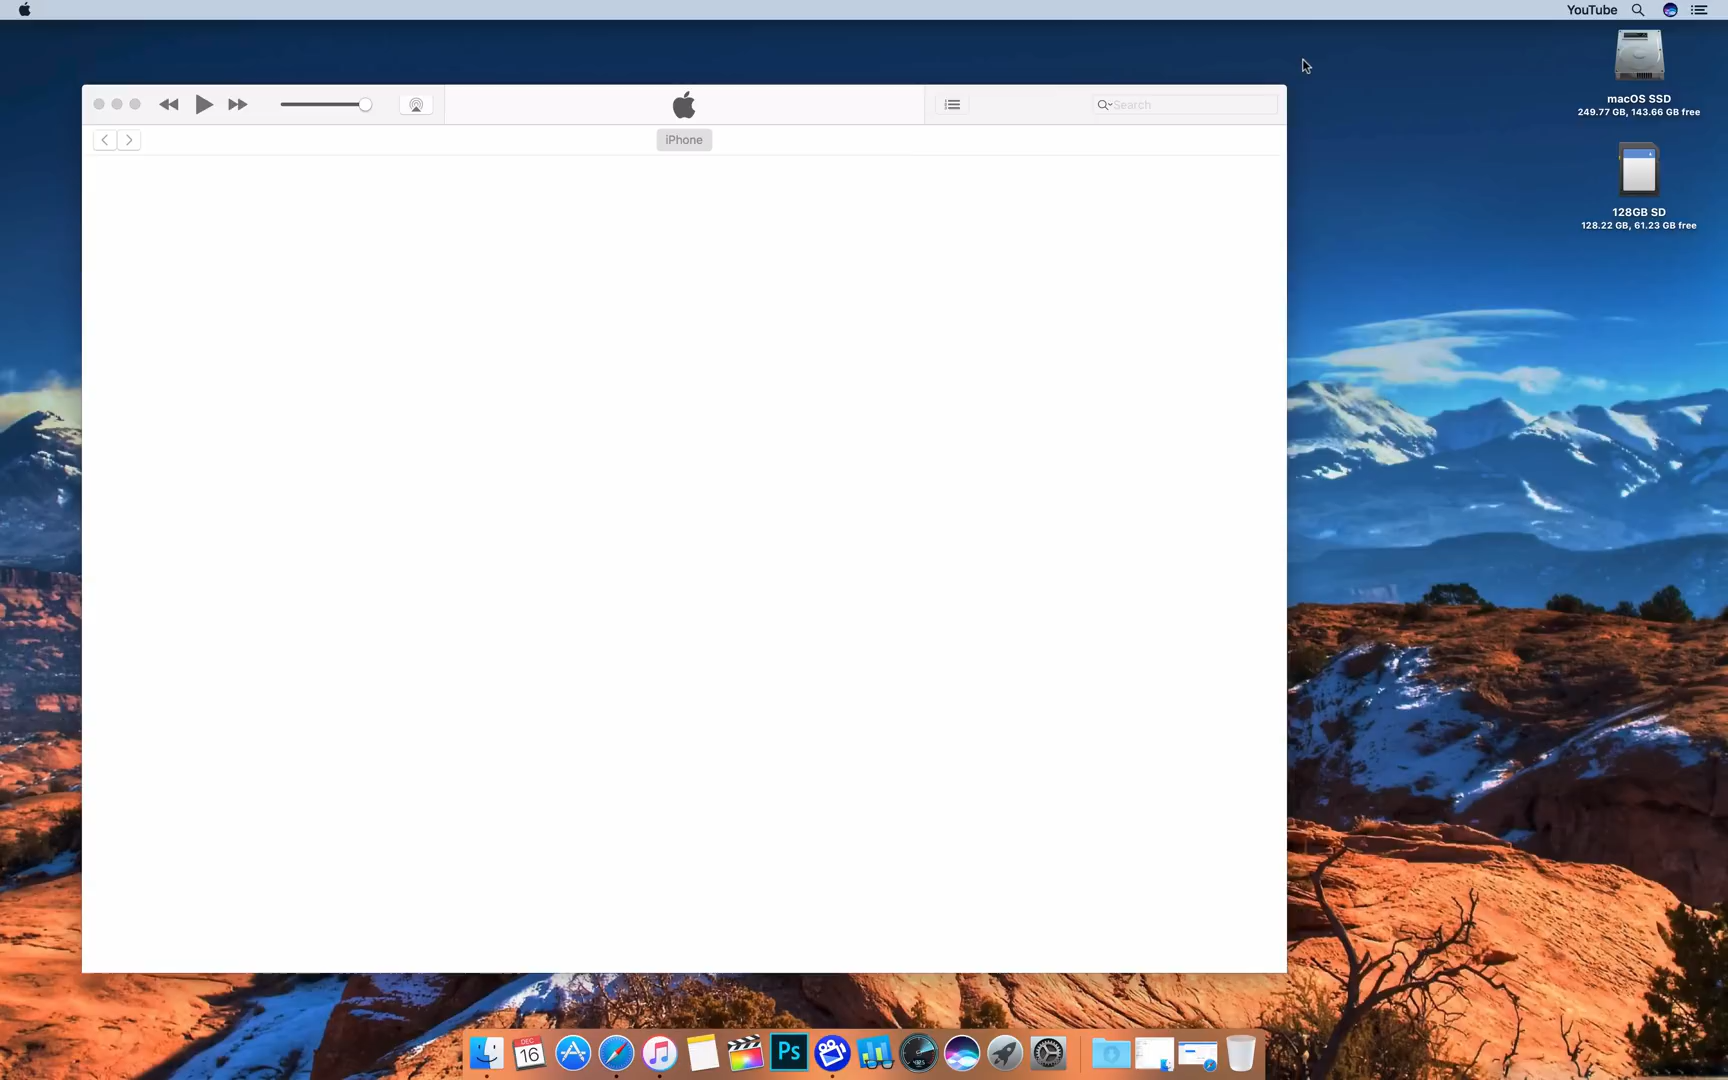 YouTube
Search
iPhone
macOS SSD
249.77 GB, 143.66 GB free
128GB SD
128.22 GB, 61.23 GB free
DEC
16
Ps